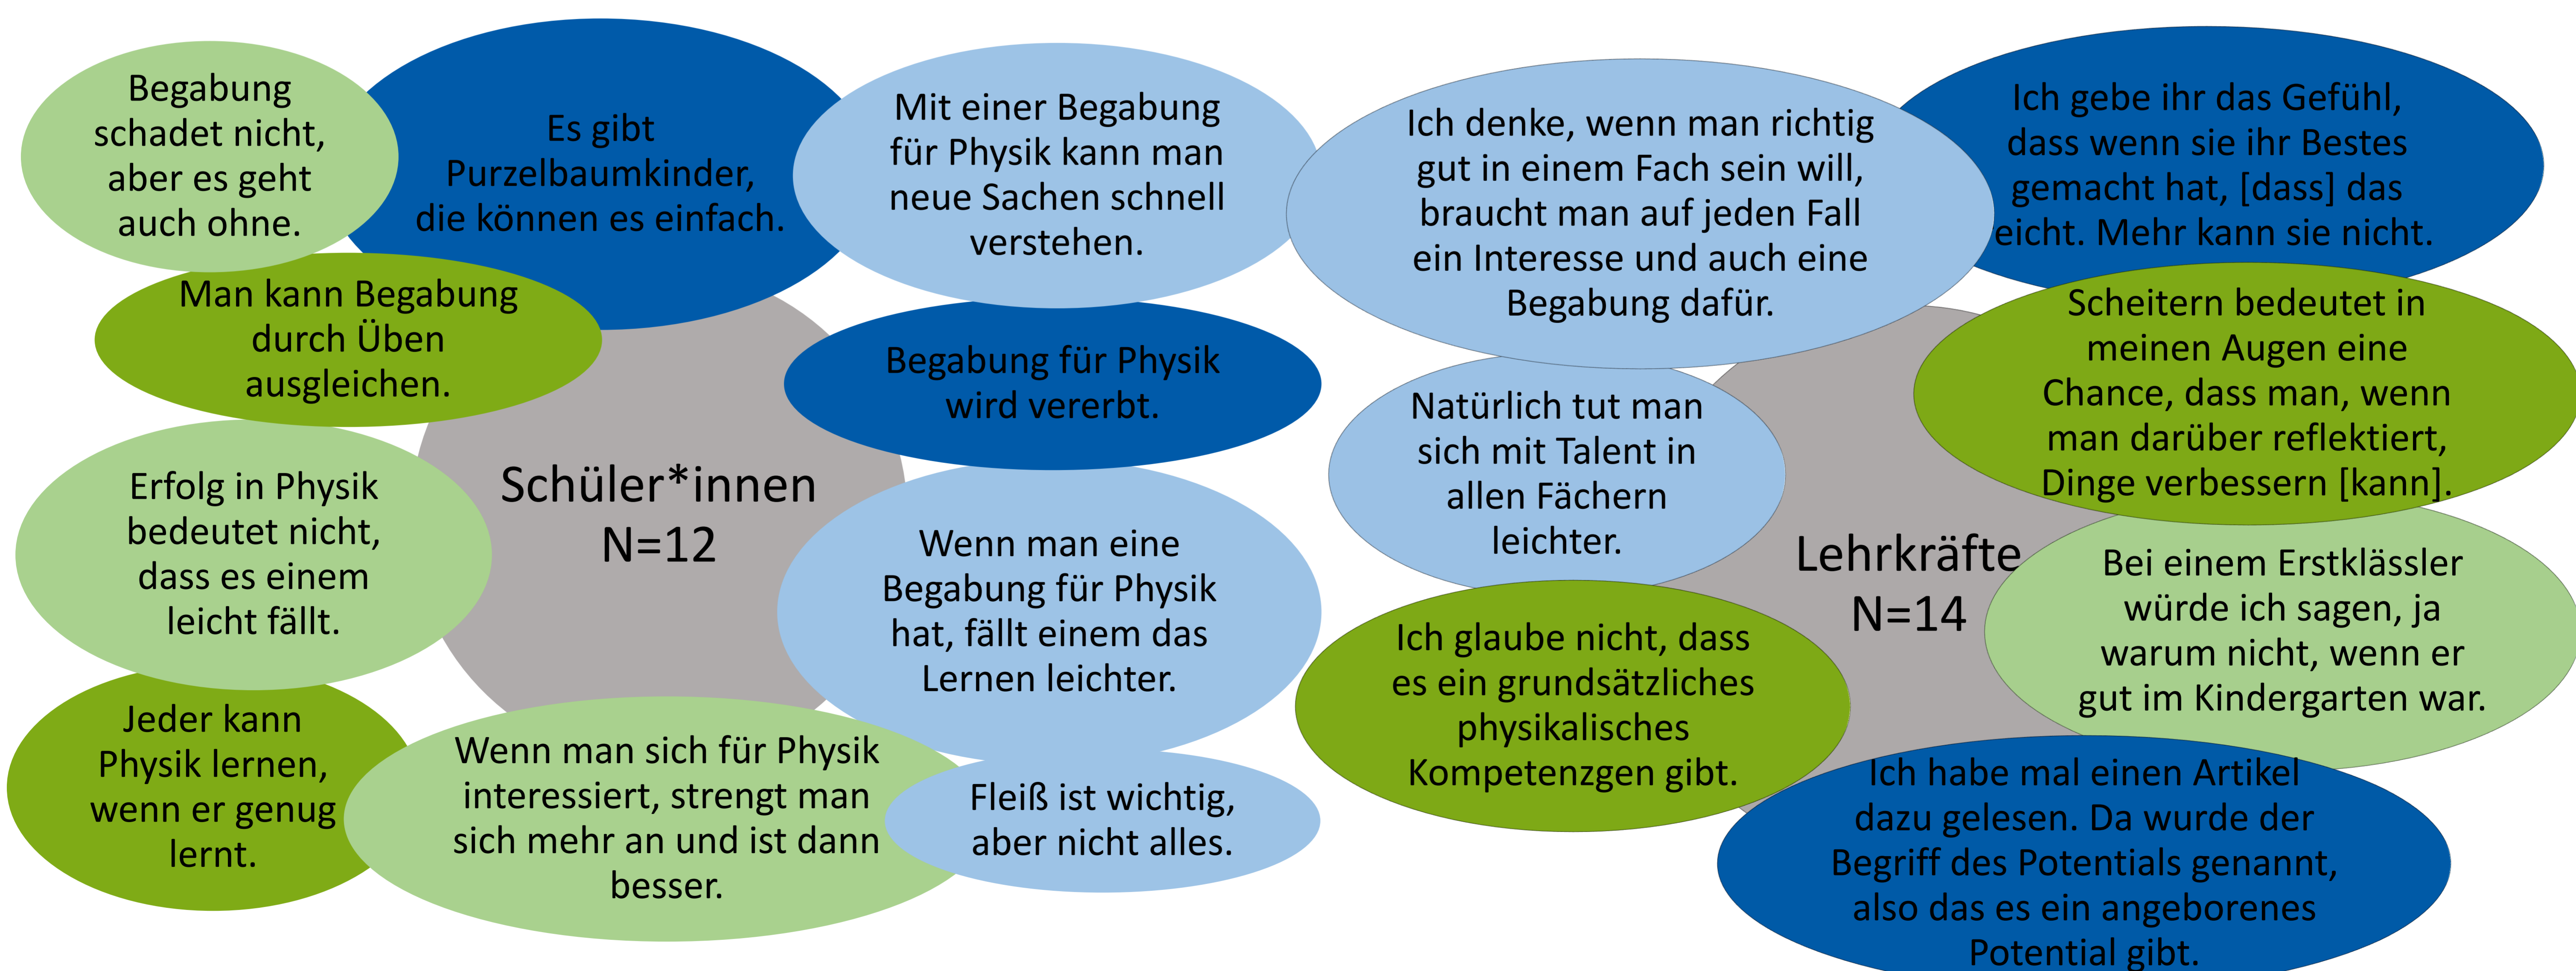 Begabung
schadet nicht,
aber es geht
auch ohne.
Es gibt
Purzelbaumkinder,
die können es einfach.
Mit einer Begabung
für Physik kann man
neue Sachen schnell
verstehen.
Man kann Begabung
durch Üben
ausgleichen.
Begabung für Physik
wird vererbt.
Erfolg in Physik
bedeutet nicht,
dass es einem
leicht fällt.
Schüler*innen
N=12
Wenn man eine
Begabung für Physik
hat, fällt einem das
Lernen leichter.
Jeder kann
Physik lernen,
wenn er genug
lernt.
Wenn man sich für Physik
interessiert, strengt man
sich mehr an und ist dann
besser.
Fleiß ist wichtig,
aber nicht alles.
Ich denke, wenn man richtig
gut in einem Fach sein will,
braucht man auf jeden Fall
ein Interesse und auch eine
Begabung dafür.
Ich gebe ihr das Gefühl,
dass wenn sie ihr Bestes
gemacht hat, [dass] das
eicht. Mehr kann sie nicht.
Natürlich tut man
sich mit Talent in
allen Fächern
leichter.
Scheitern bedeutet in
meinen Augen eine
Chance, dass man, wenn
man darüber reflektiert,
Dinge verbessern [kann].
Lehrkräfte
N=14
Ich glaube nicht, dass
es ein grundsätzliches
physikalisches
Kompetenzgen gibt.
Bei einem Erstklässler
würde ich sagen, ja
warum nicht, wenn er
gut im Kindergarten war.
Ich habe mal einen Artikel
dazu gelesen. Da wurde der
Begriff des Potentials genannt,
also das es ein angeborenes
Potential gibt.